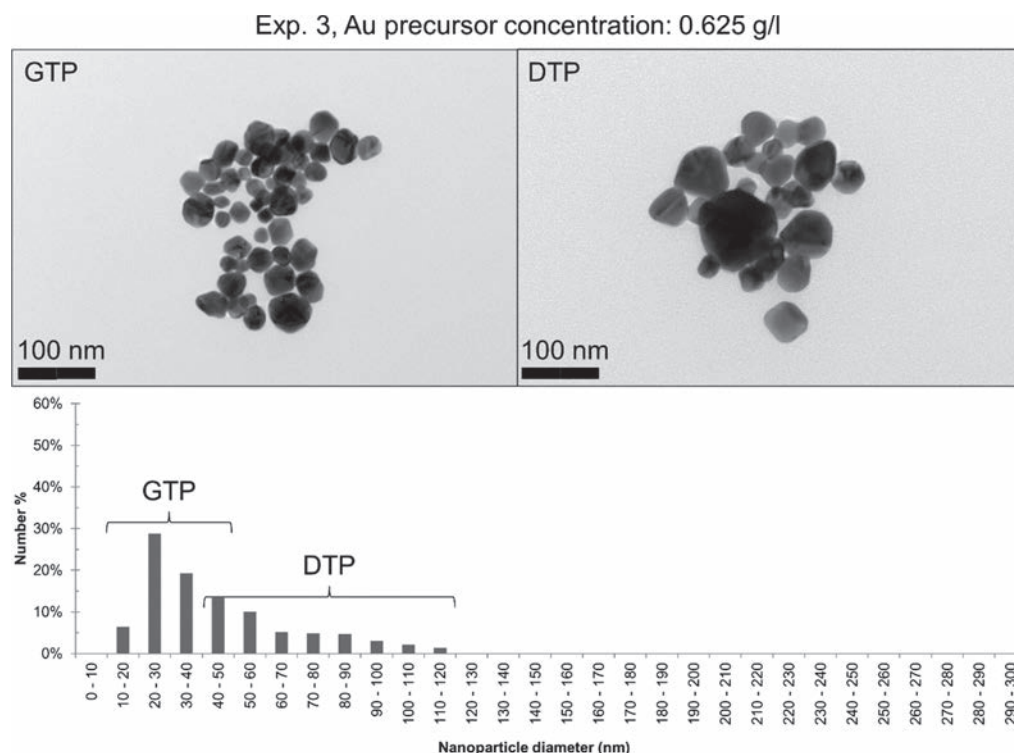 Exp. 3, Au precursor concentration: 0.625 g/l
GTP
DTP
100 nm
100 nm
60%
50%
40%
30%
20%
10%
0%
Number %
GTP
DTP
0 - 10
10 - 20
20 - 30
30 - 40
40 - 50
50 - 60
60 - 70
70 - 80
80 - 90
90 - 100
100 - 110
110 - 120
120 - 130
130 - 140
140 - 150
150 - 160
160 - 170
170 - 180
180 - 190
190 - 200
200 - 210
210 - 220
220 - 230
230 - 240
240 - 250
250 - 260
260 - 270
270 - 280
280 - 290
290 - 300
Nanoparticle diameter (nm)